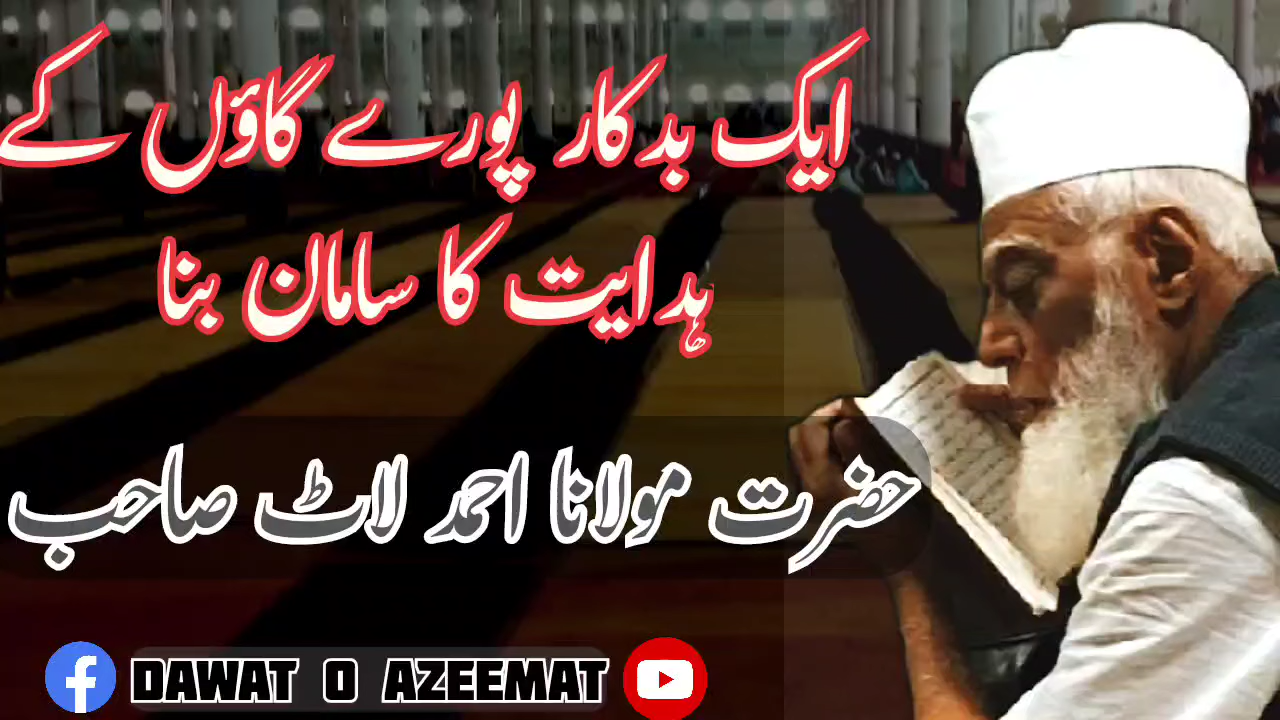 ایک بدکار پورے گاؤں کے
ہدایت کا سامان بنا
حضرت مولانا احمد لاٹ صاحب
DAWAT O AZEEMAT